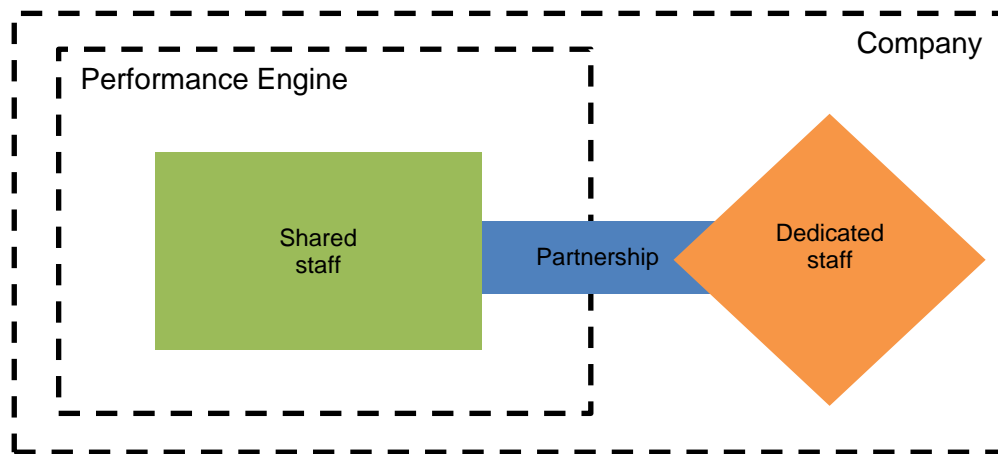 Company
Performance Engine
Shared
staff
Partnership
Dedicated
staff